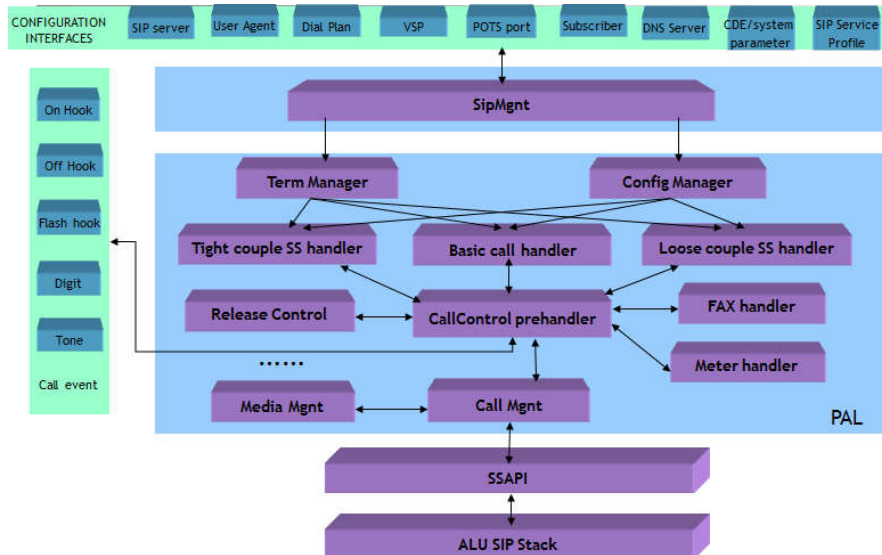 CONFIGURATION
INTERFACES
SIP server
User Agent
Dial Plan
VSP
POTS port
Subscriber
DNS Server
CDE/system
parameter
SIP Service
Profile
On Hook
Off Hook
Flash hook
Digit
Tone
Call event
SipMgnt
Term Manager
Config Manager
Tight couple SS handler
Basic call handler
Loose couple SS handler
Release Control
CallControl prehandler
FAX handler
......
Meter handler
Media Mgnt
Call Mgnt
PAL
SSAPI
ALU SIP Stack